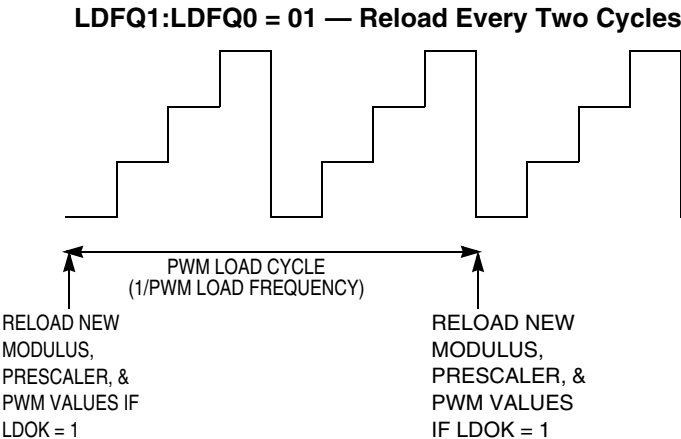 LDFQ1:LDFQ0 = 01 — Reload Every Two Cycles
PWM LOAD CYCLE
(1/PWM LOAD FREQUENCY)
RELOAD NEW
MODULUS,
PRESCALER, &
PWM VALUES IF
LDOK = 1
RELOAD NEW
MODULUS,
PRESCALER, &
PWM VALUES
IF LDOK = 1